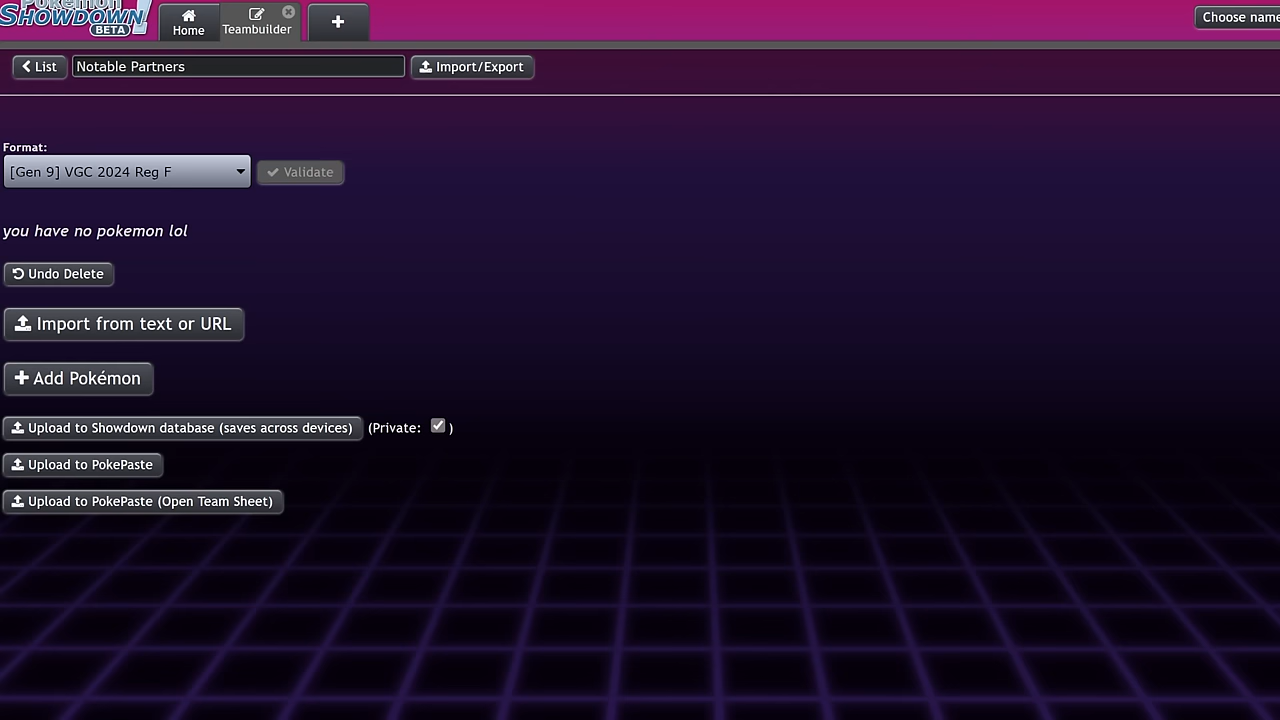 Pokémon
SHOWDOWN!
BETA
Home
Teambuilder
Choose name
List
Notable Partners
Import/Export
Format:
[Gen 9] VGC 2024 Reg F
Validate
you have no pokemon lol
Undo Delete
Import from text or URL
Add Pokémon
Upload to Showdown database (saves across devices) (Private: )
Upload to PokePaste
Upload to PokePaste (Open Team Sheet)